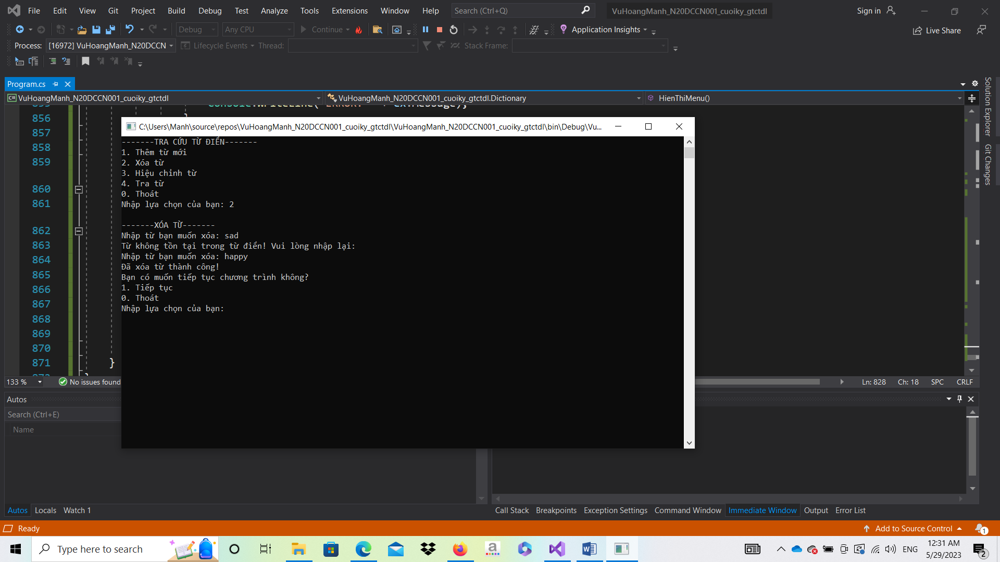 File Edit View Git Project Build Debug Test Analyze Tools Extensions Window Help Search (Ctrl+Q) VuHoangManh_N20DCCN001_cuoiky_gtctdl Sign in
Debug Any CPU Continue Application Insights Live Share
Process: [16972] VuHoangManh_N20DCCN Lifecycle Events Thread: Stack Frame:
Program.cs
VuHoangManh_N20DCCN001_cuoiky_gtctdl VuHoangManh_N20DCCN001_cuoiky_gtctdl.Dictionary HienThiMenu()
Solution Explorer
Git Changes
856
857
858
859
860
861
862
863
864
865
866
867
868
869
870
871 }
C:\Users\Manh\source\repos\VuHoangManh_N20DCCN001_cuoiky_gtctdl\VuHoangManh_N20DCCN001_cuoiky_gtctdl\bin\Debug\Vu...
-------TRA CỨU TỪ ĐIỂN-------
1. Thêm từ mới
2. Xóa từ
3. Hiệu chỉnh từ
4. Tra từ
0. Thoát
Nhập lựa chọn của bạn: 2
-------XÓA TỪ-------
Nhập từ bạn muốn xóa: sad
Từ không tồn tại trong từ điển! Vui lòng nhập lại:
Nhập từ bạn muốn xóa: happy
Đã xóa từ thành công!
Bạn có muốn tiếp tục chương trình không?
1. Tiếp tục
0. Thoát
Nhập lựa chọn của bạn:
133 % No issues found Ln: 828 Ch: 18 SPC CRLF
Autos
Search (Ctrl+E)
Name
Autos Locals Watch 1
Call Stack Breakpoints Exception Settings Command Window Immediate Window Output Error List
Ready Add to Source Control 1
Type here to search ENG 12:31 AM
5/29/2023 2